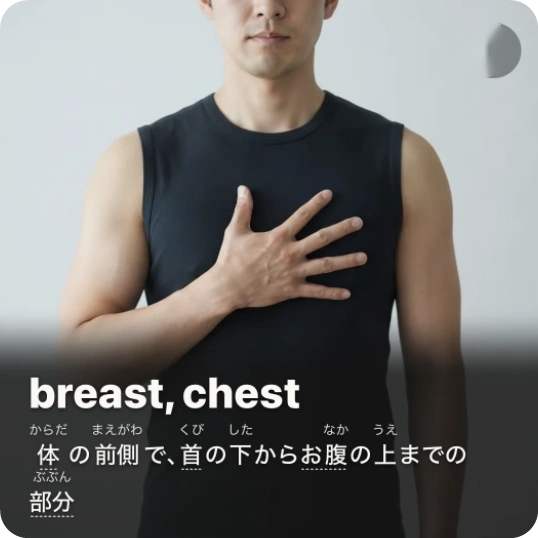 breast, chest
からだ まえがわ くび した なか うえ
体の前側で、首の下からお腹の上までの
ぶぶん
部分